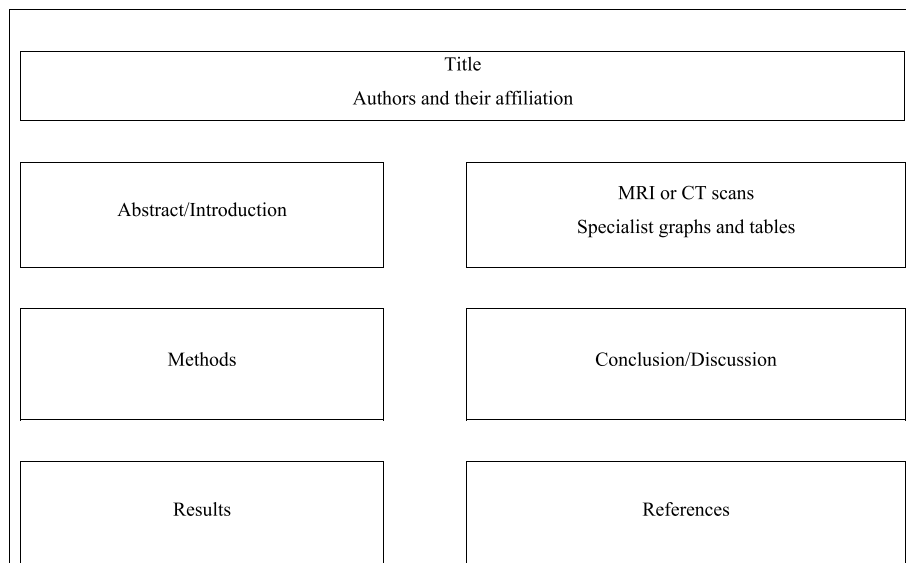 Title
Authors and their affiliation
Abstract/Introduction
MRI or CT scans
Specialist graphs and tables
Methods
Conclusion/Discussion
Results
References